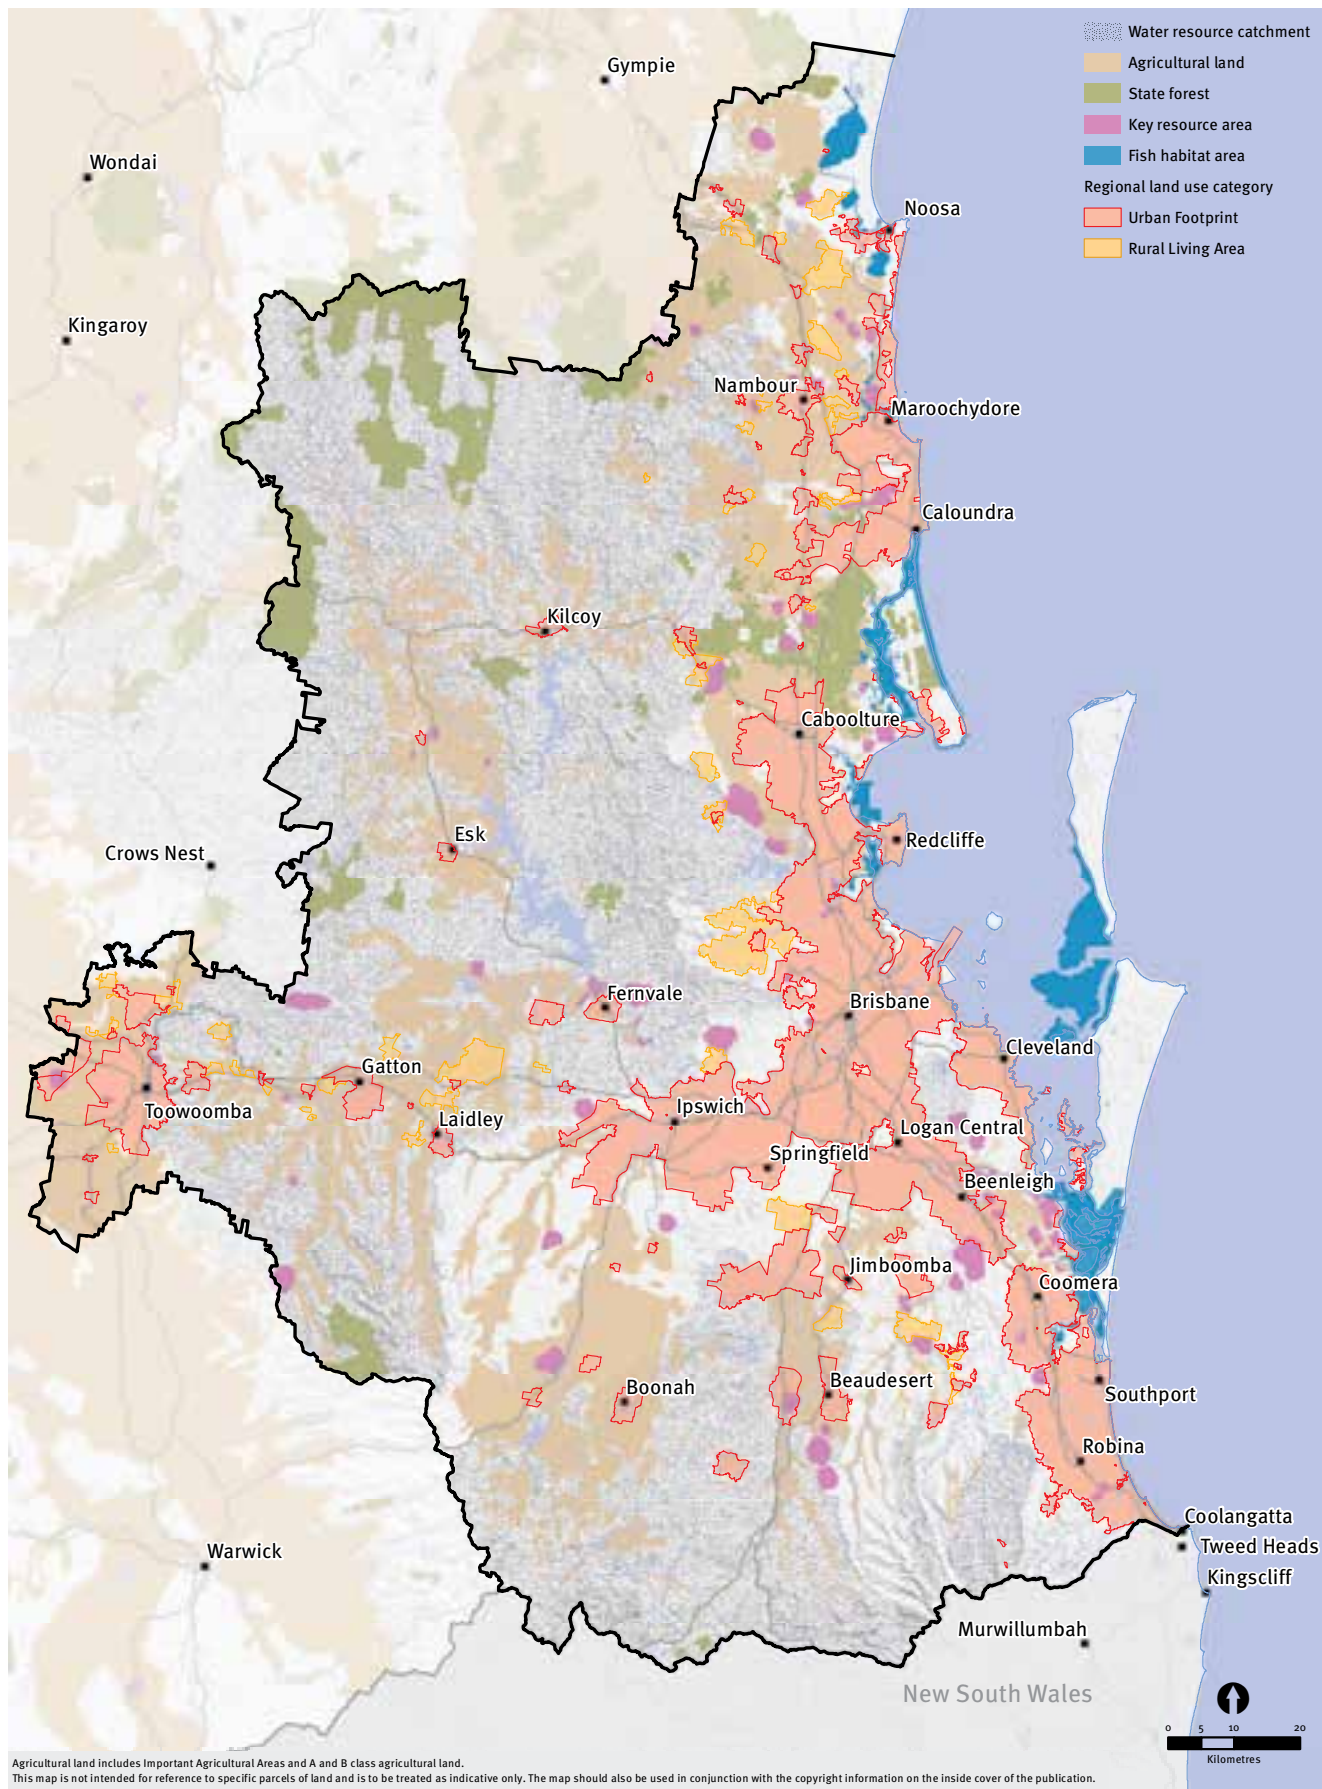 Water resource catchment
Agricultural land
State forest
Key resource area
Fish habitat area
Regional land use category
Urban Footprint
Rural Living Area
Gympie
Wondai
Noosa
Kingaroy
Nambour
Maroochydore
Caloundra
Kilcoy
Caboolture
Esk
Redcliffe
Crows Nest
Fernvale
Brisbane
Cleveland
Gatton
Toowoomba
Ipswich
Laidley
Logan Central
Springfield
Beenleigh
Jimboomba
Coomera
Boonah
Beaudesert
Southport
Robina
Coolangatta
Tweed Heads
Warwick
Kingscliff
Murwillumbah
New South Wales
0 5 10 20
Kilometres
Agricultural land includes Important Agricultural Areas and A and B class agricultural land.
This map is not intended for reference to specific parcels of land and is to be treated as indicative only. The map should also be used in conjunction with the copyright information on the inside cover of the publication.